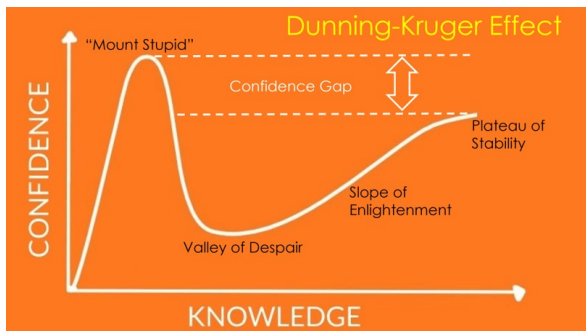 Dunning-Kruger Effect
“Mount Stupid”
Confidence Gap
Plateau of
Stability
Slope of
Enlightenment
Valley of Despair
CONFIDENCE
KNOWLEDGE